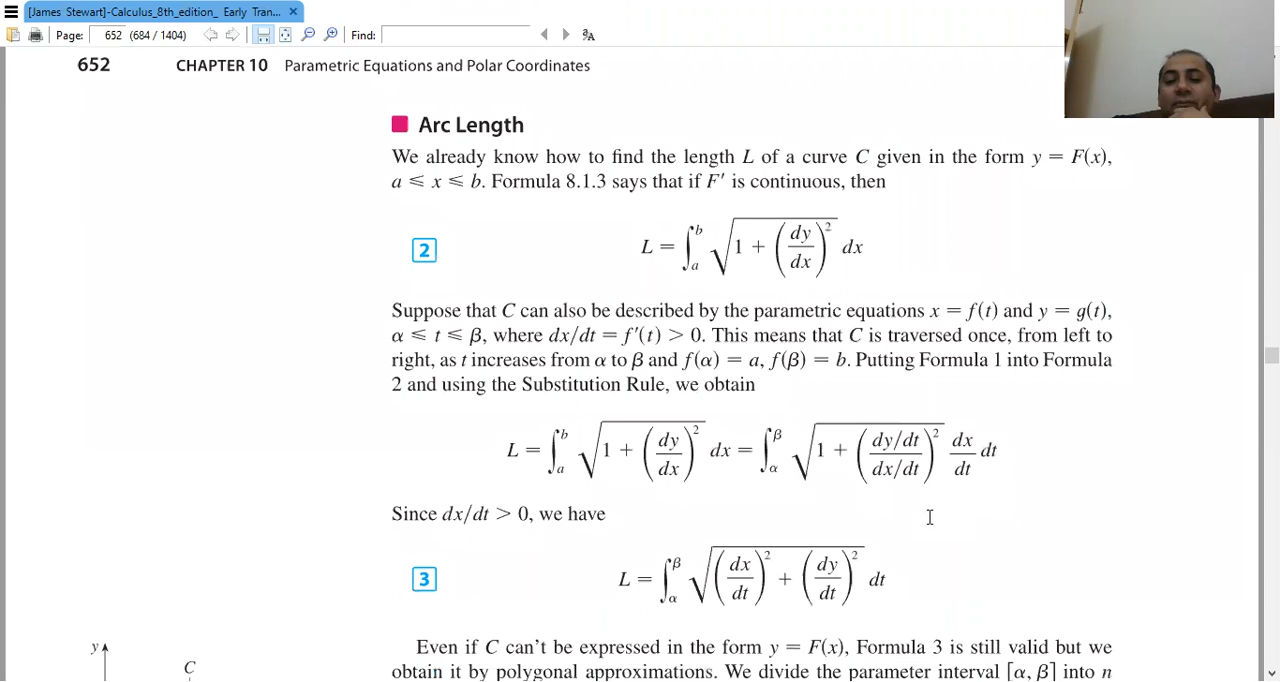 [James Stewart]-Calculus_8th_edition_ Early Tran... ×
Page: 652 (684 / 1404) Find:
652 CHAPTER 10 Parametric Equations and Polar Coordinates
Arc Length
We already know how to find the length L of a curve C given in the form y = F(x),
a ⩽ x ⩽ b. Formula 8.1.3 says that if F′ is continuous, then
2 L = ∫_a^b √(1 + (dy/dx)²) dx
Suppose that C can also be described by the parametric equations x = f(t) and y = g(t),
α ⩽ t ⩽ β, where dx/dt = f′(t) > 0. This means that C is traversed once, from left to
right, as t increases from α to β and f(α) = a, f(β) = b. Putting Formula 1 into Formula
2 and using the Substitution Rule, we obtain
L = ∫_a^b √(1 + (dy/dx)²) dx = ∫_α^β √(1 + ((dy/dt)/(dx/dt))²) dx/dt dt
Since dx/dt > 0, we have
3 L = ∫_α^β √((dx/dt)² + (dy/dt)²) dt
Even if C can’t be expressed in the form y = F(x), Formula 3 is still valid but we
obtain it by polygonal approximations. We divide the parameter interval [α, β] into n
y
C